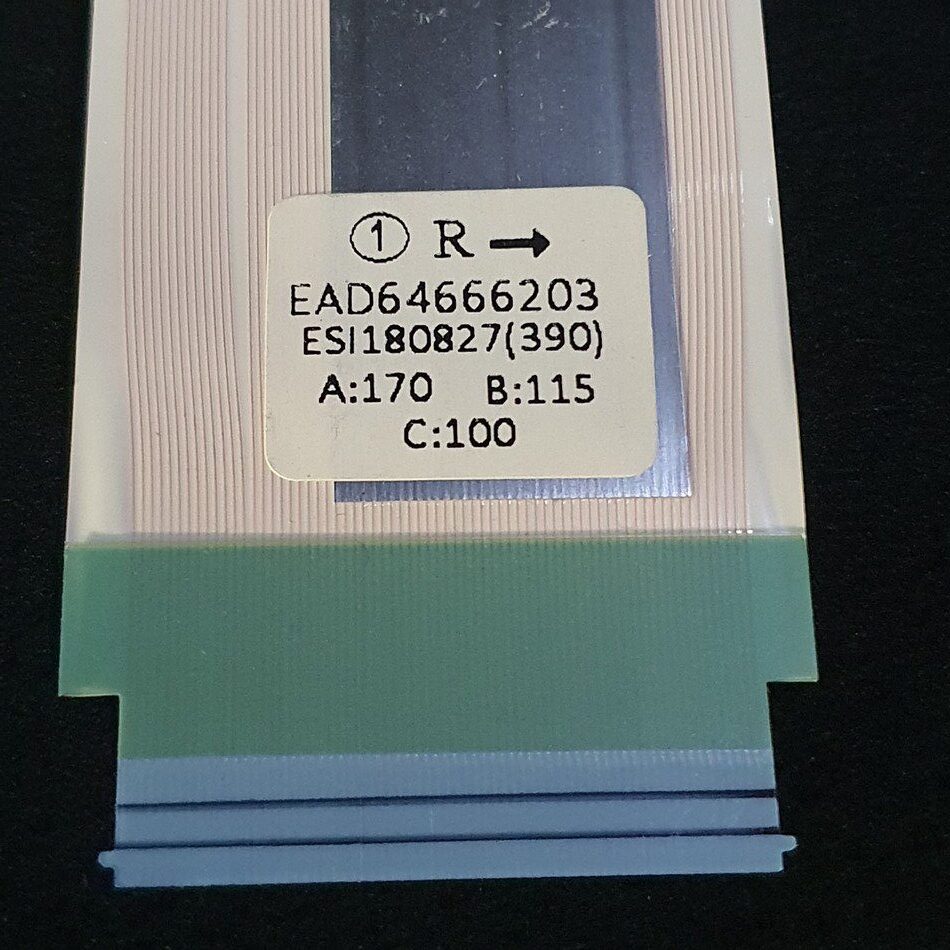 ① R →
EAD64666203
ESI180827(390)
A:170 B:115
C:100